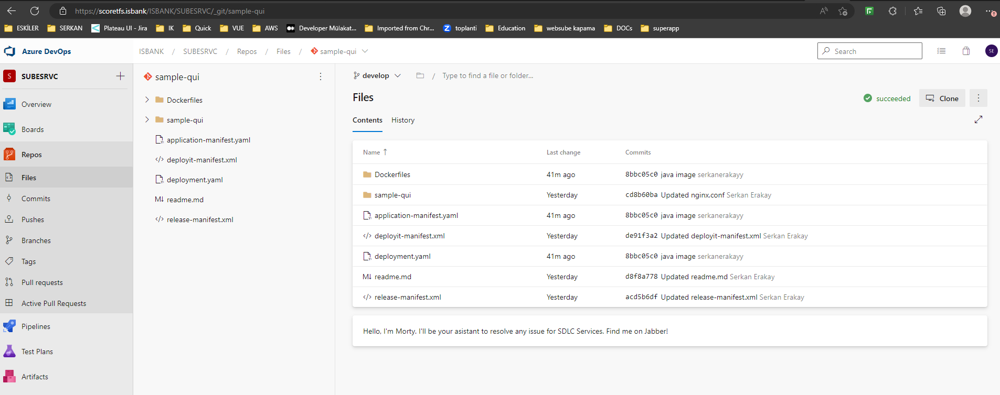 https://scoretfs.isbank/ISBANK/SUBESRVC/_git/sample-qui
ESKİLER SERKAN Plateau UI - Jira IK Quick VUE AWS Developer Mülakat... Imported from Chr... toplanti Education websube kapama DOCs superapp
Azure DevOps
ISBANK / SUBESRVC / Repos / Files / sample-qui
Search
SE
S SUBESRVC
Overview
Boards
Repos
Files
Commits
Pushes
Branches
Tags
Pull requests
Active Pull Requests
Pipelines
Test Plans
Artifacts
sample-qui
Dockerfiles
sample-qui
application-manifest.yaml
deployit-manifest.xml
deployment.yaml
readme.md
release-manifest.xml
develop / Type to find a file or folder...
Files
succeeded Clone
Contents History
Name Last change Commits
Dockerfiles 41m ago 8bbc05c0 java image serkanerakayy
sample-qui Yesterday cd8b60ba Updated nginx.conf Serkan Erakay
application-manifest.yaml 41m ago 8bbc05c0 java image serkanerakayy
deployit-manifest.xml Yesterday de91f3a2 Updated deployit-manifest.xml Serkan Erakay
deployment.yaml 41m ago 8bbc05c0 java image serkanerakayy
readme.md Yesterday d8f8a778 Updated readme.md Serkan Erakay
release-manifest.xml Yesterday acd5b6df Updated release-manifest.xml Serkan Erakay
Hello, I'm Morty. I'll be your asistant to resolve any issue for SDLC Services. Find me on Jabber!